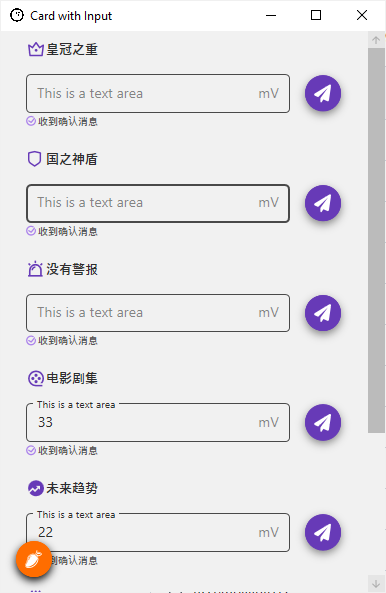 Card with Input
皇冠之重
This is a text area mV
收到确认消息
国之神盾
This is a text area mV
收到确认消息
没有警报
This is a text area mV
收到确认消息
电影剧集
This is a text area
33 mV
收到确认消息
未来趋势
This is a text area
22 mV
收到确认消息